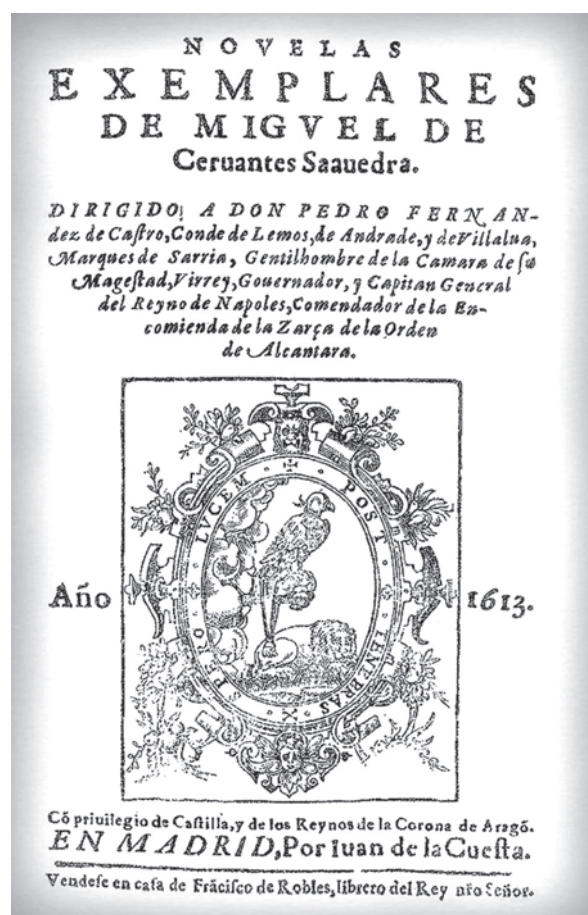 NOVELAS
EXEMPLARES
DE MIGVEL DE
Ceruantes Saauedra.
DIRIGIDO A DON PEDRO FERNAN-
dez de Caſtro, Conde de Lemos, de Andrade, y de Villalua,
Marques de Sarria, Gentilhombre de la Camara de ſu
Mageſtad, Virrey, Gouernador, y Capitan General
del Reyno de Napoles, Comendador de la En-
comienda de la Zarça de la Orden
de Alcantara.
POST TENEBRAS
SPERO LVCEM
Año 1613.
Cõ priuilegio de Caſtilla, y de los Reynos de la Corona de Aragõ.
EN MADRID, Por Iuan de la Cueſta.
Vendeſe en caſa de Frãciſco de Robles, librero del Rey nřo Señor.